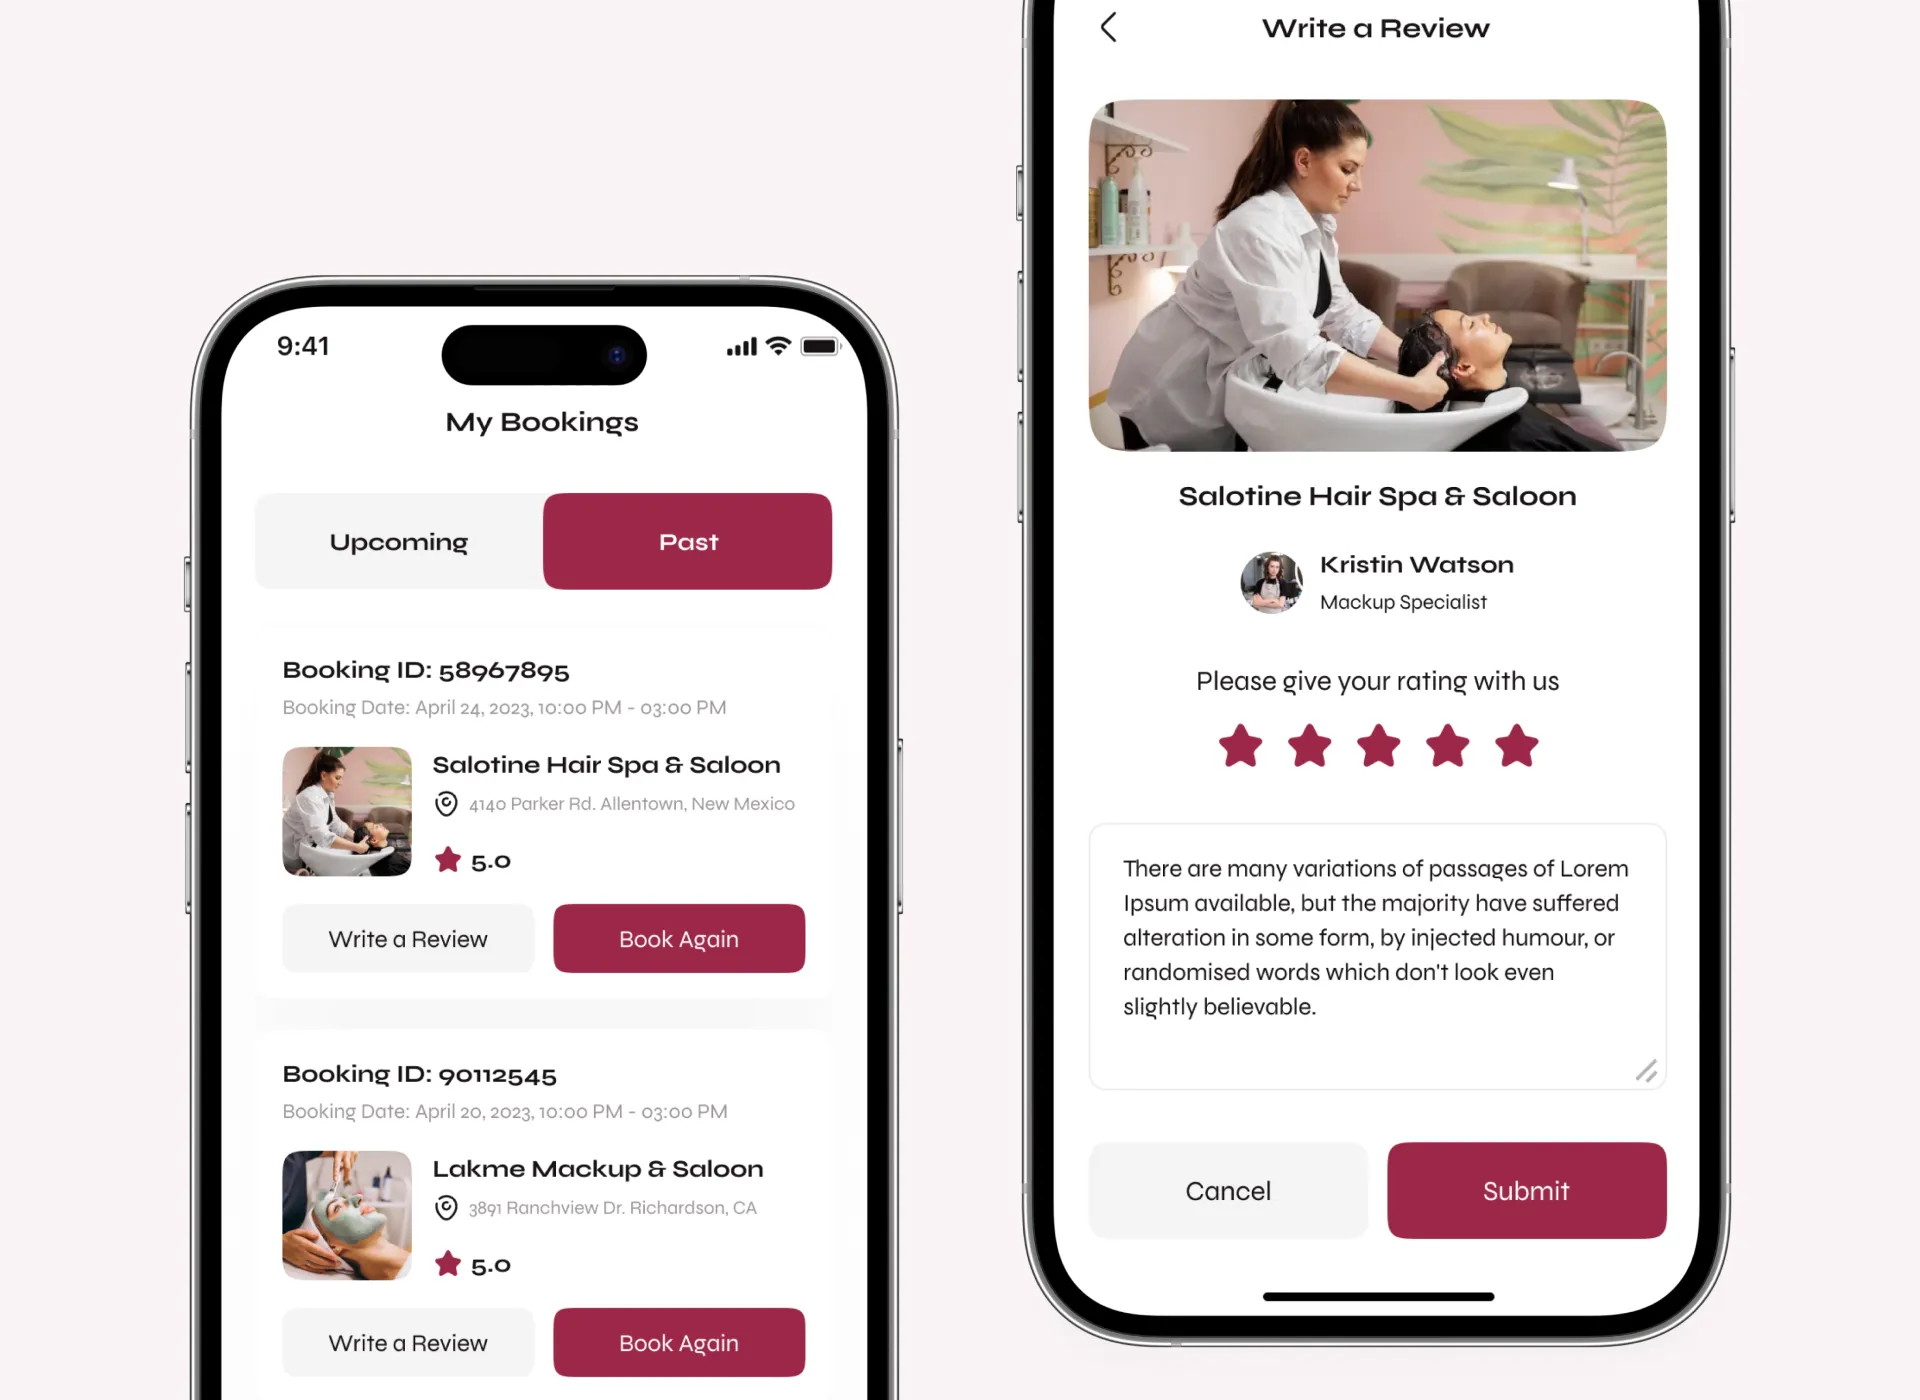 9:41
My Bookings
Upcoming
Past
Booking ID: 58967895
Booking Date: April 24, 2023, 10:00 PM - 03:00 PM
Salotine Hair Spa & Saloon
4140 Parker Rd. Allentown, New Mexico
5.0
Write a Review
Book Again
Booking ID: 90112545
Booking Date: April 20, 2023, 10:00 PM - 03:00 PM
Lakme Mackup & Saloon
3891 Ranchview Dr. Richardson, CA
5.0
Write a Review
Book Again
Write a Review
Salotine Hair Spa & Saloon
Kristin Watson
Mackup Specialist
Please give your rating with us
There are many variations of passages of Lorem
Ipsum available, but the majority have suffered
alteration in some form, by injected humour, or
randomised words which don't look even
slightly believable.
Cancel
Submit